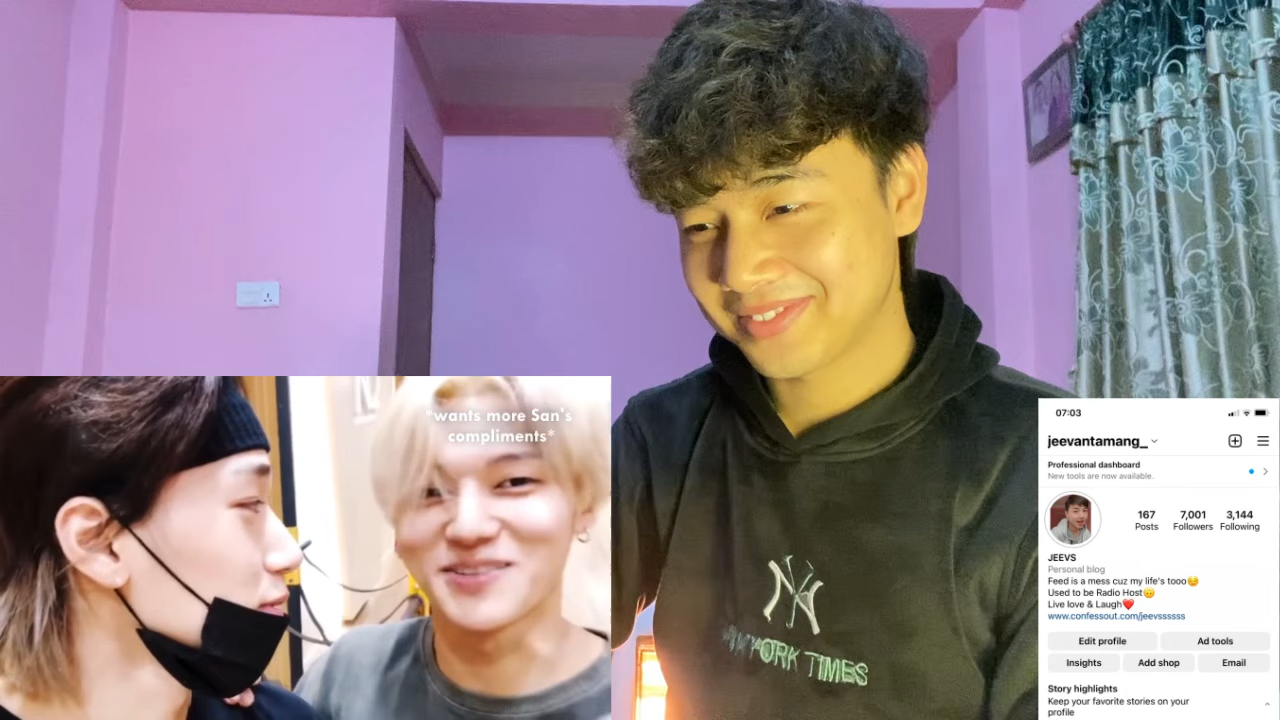 *wants more San's
compliments*
NY
YORK TIMES
07:03
jeevantamang_
Professional dashboard
New tools are now available.
167 7,001 3,144
Posts Followers Following
JEEVS
Personal blog
Feed is a mess cuz my life's tooo😌
Used to be Radio Host🙃
Live love & Laugh❤️
www.confessout.com/jeevssssss
Edit profile Ad tools
Insights Add shop Email
Story highlights
Keep your favorite stories on your
profile